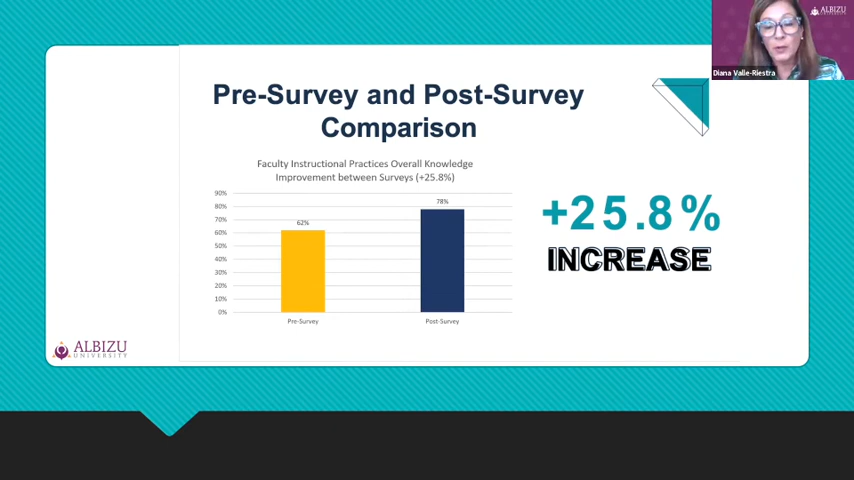 ALBIZU
UNIVERSITY
Diana Valle-Riestra
Pre-Survey and Post-Survey
Comparison
Faculty Instructional Practices Overall Knowledge
Improvement between Surveys (+25.8%)
90%
80%
70%
60%
50%
40%
30%
20%
10%
0%
62%
78%
Pre-Survey
Post-Survey
+25.8%
INCREASE
ALBIZU
UNIVERSITY